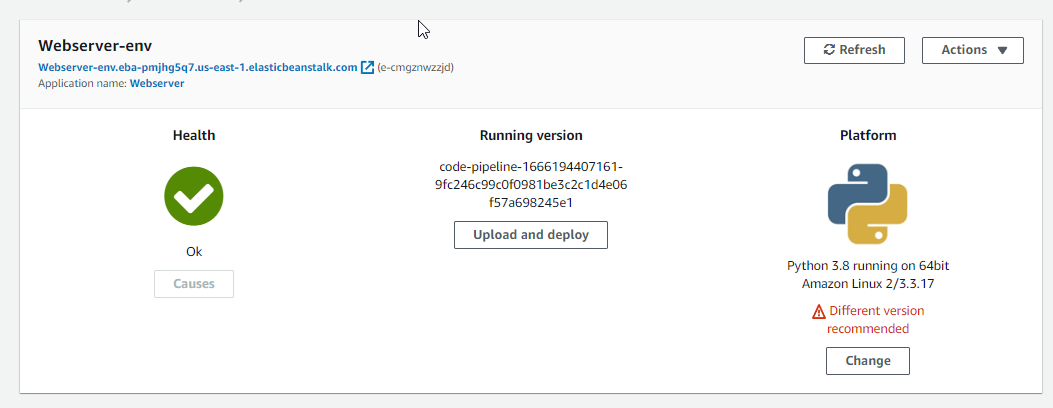 Webserver-env
Webserver-env.eba-pmjhg5q7.us-east-1.elasticbeanstalk.com (e-cmgznwzzjd)
Application name: Webserver
Refresh
Actions
Health
Ok
Causes
Running version
code-pipeline-1666194407161-
9fc246c99c0f0981be3c2c1d4e06
f57a698245e1
Upload and deploy
Platform
Python 3.8 running on 64bit
Amazon Linux 2/3.3.17
Different version
recommended
Change